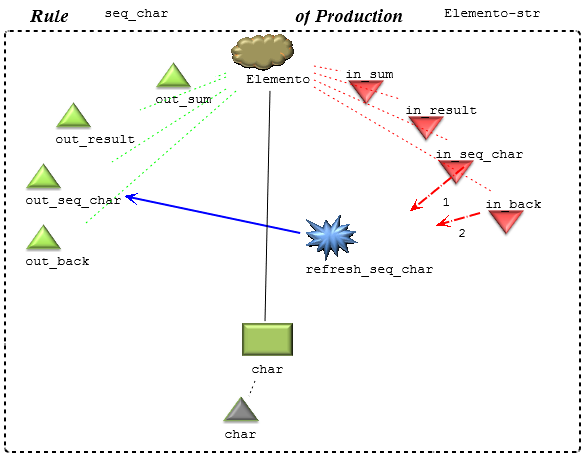 Rule seq_char of Production Elemento-str
Elemento
in_sum
out_sum
in_result
out_result
in_seq_char
out_seq_char
1
in_back
2
out_back
refresh_seq_char
char
char